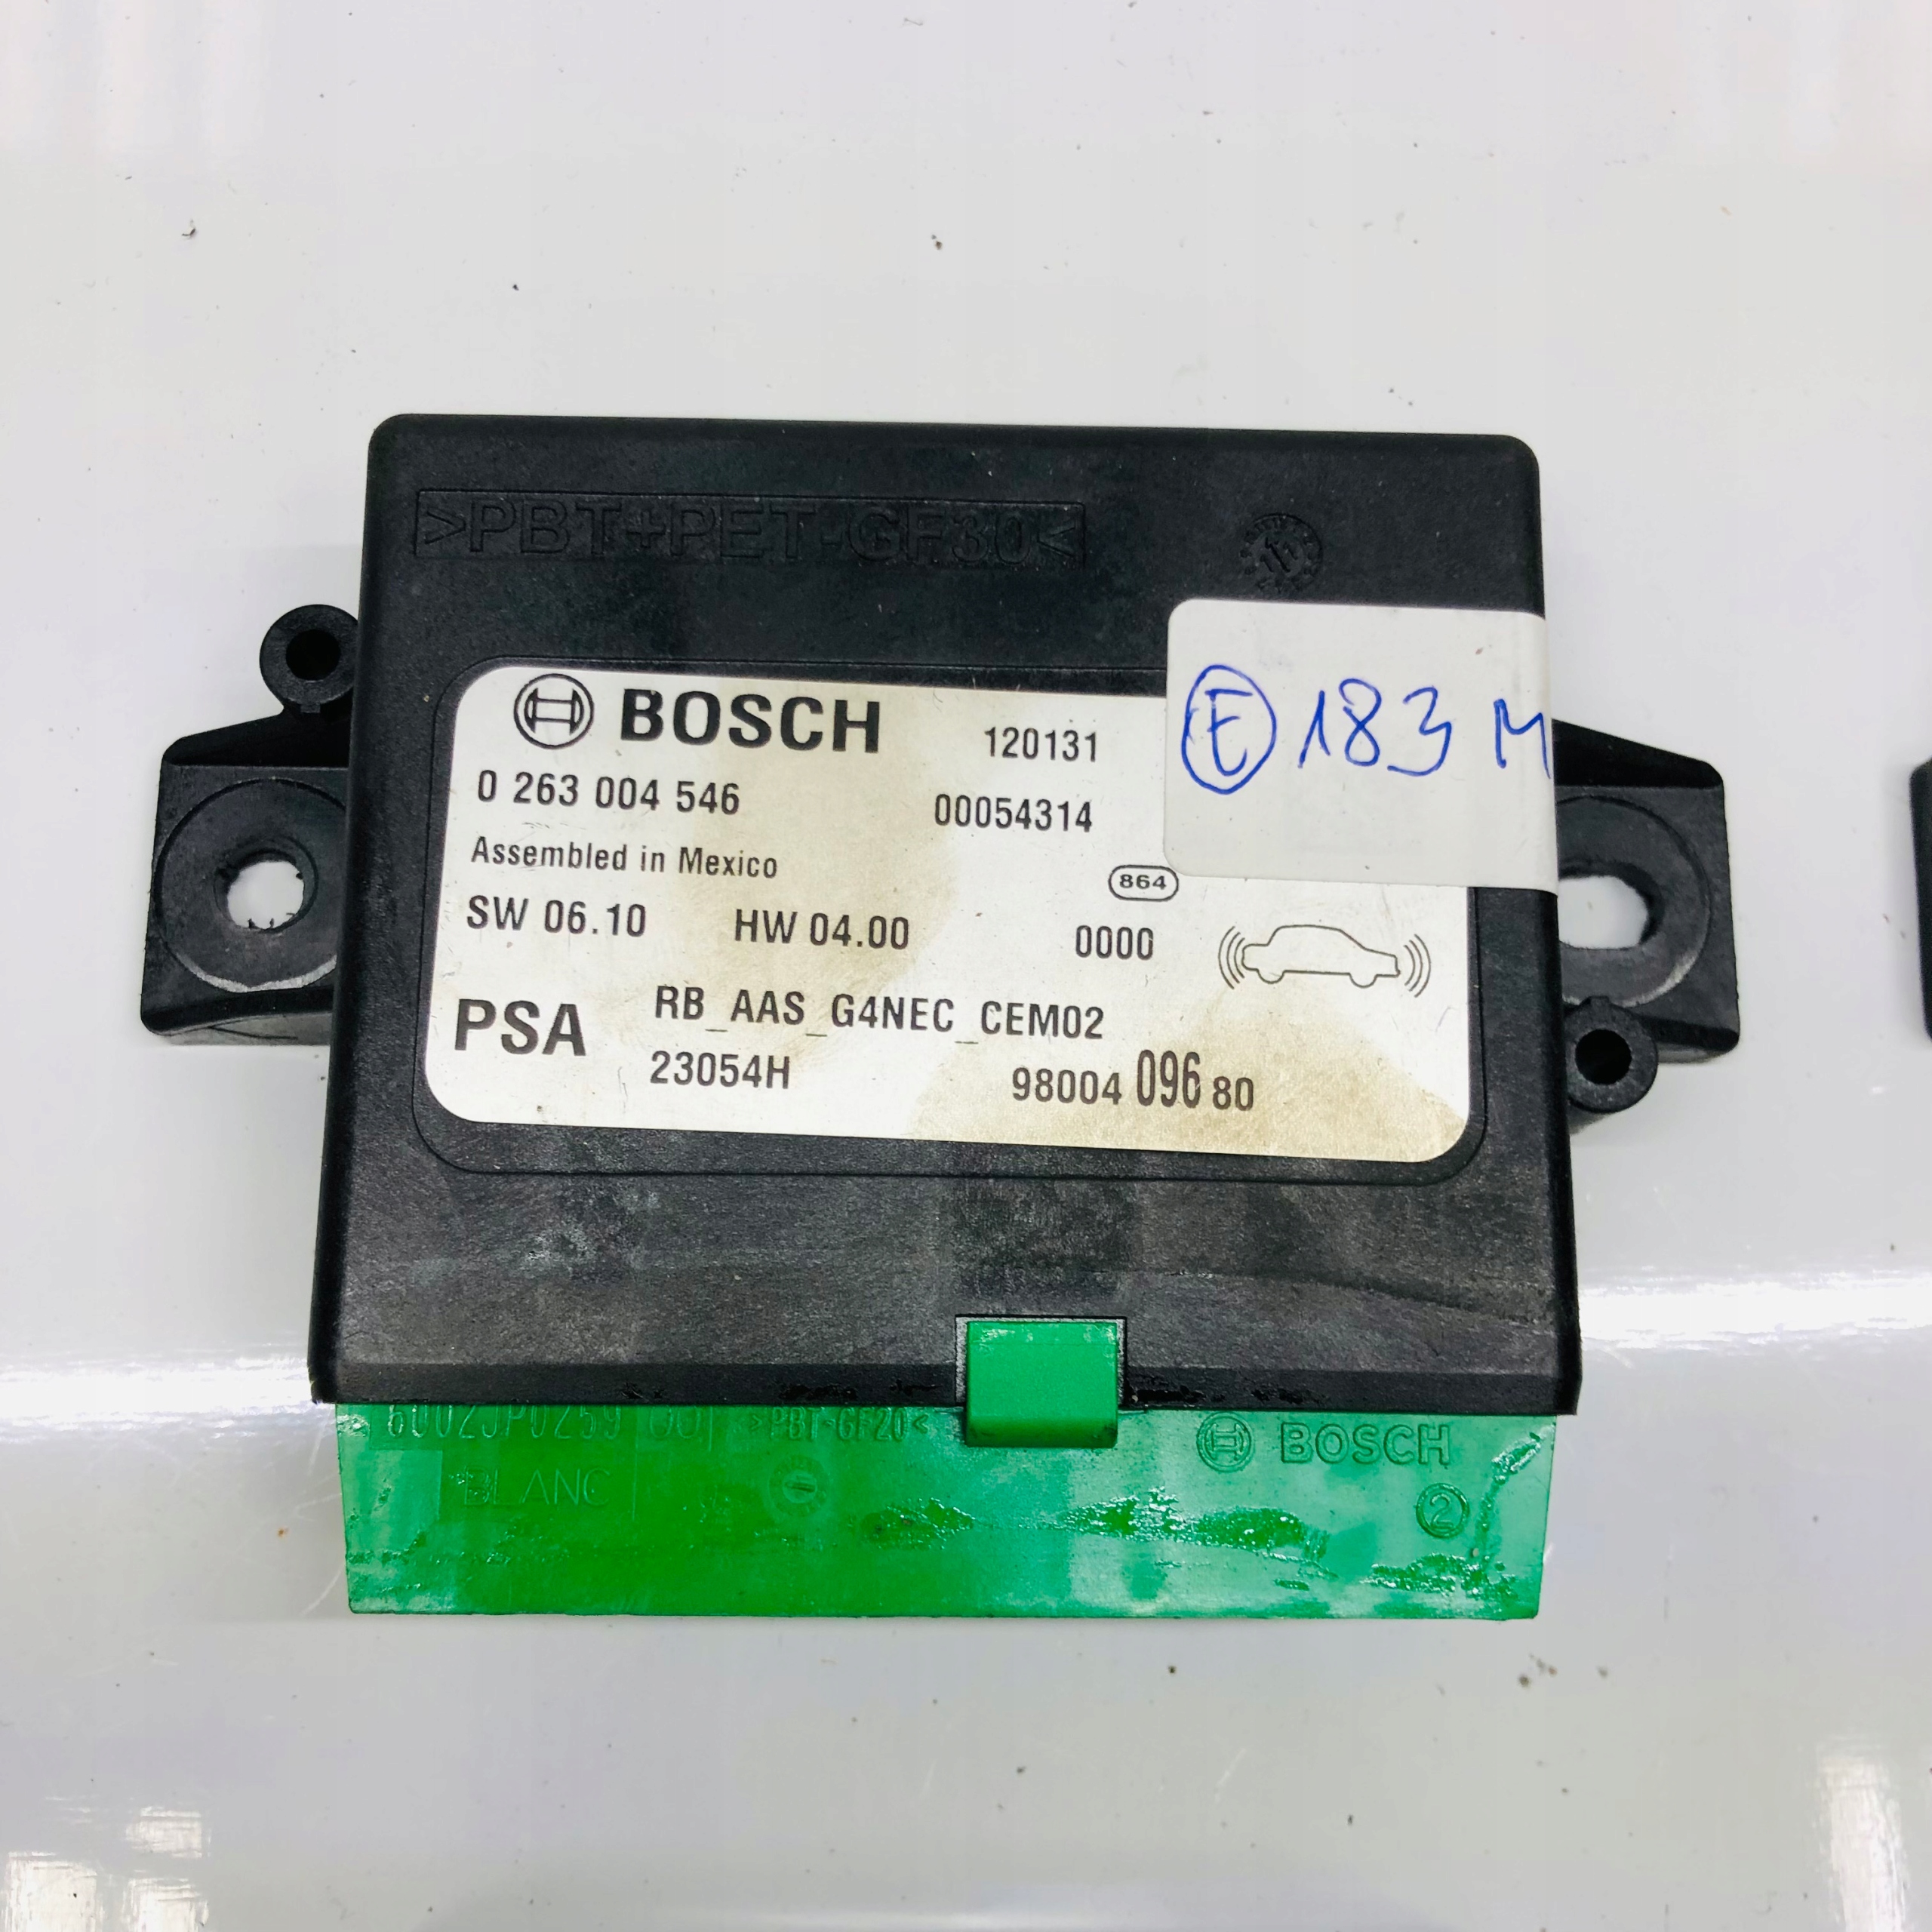 >PBT+PET-GF30<
BOSCH 120131
E 183 M
0 263 004 546 00054314
Assembled in Mexico
864
SW 06.10 HW 04.00 0000
PSA RB_AAS_G4NEC_CEM02
23054H 98004 096 80
>PBT-GF20< BOSCH
BLANC
2